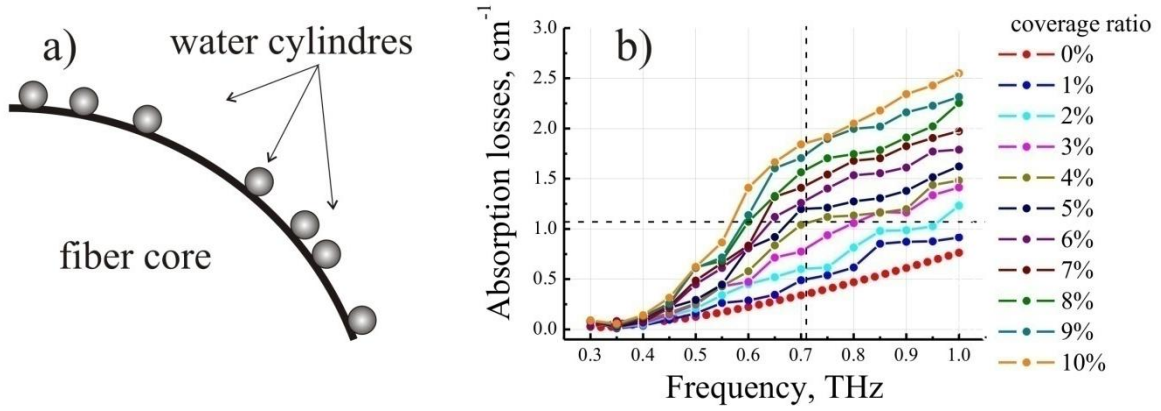 a)
water cylindres
fiber core
b)
Absorption losses, cm⁻¹
3.0
2.5
2.0
1.5
1.0
0.5
0.0
0.3 0.4 0.5 0.6 0.7 0.8 0.9 1.0
Frequency, THz
coverage ratio
0%
1%
2%
3%
4%
5%
6%
7%
8%
9%
10%